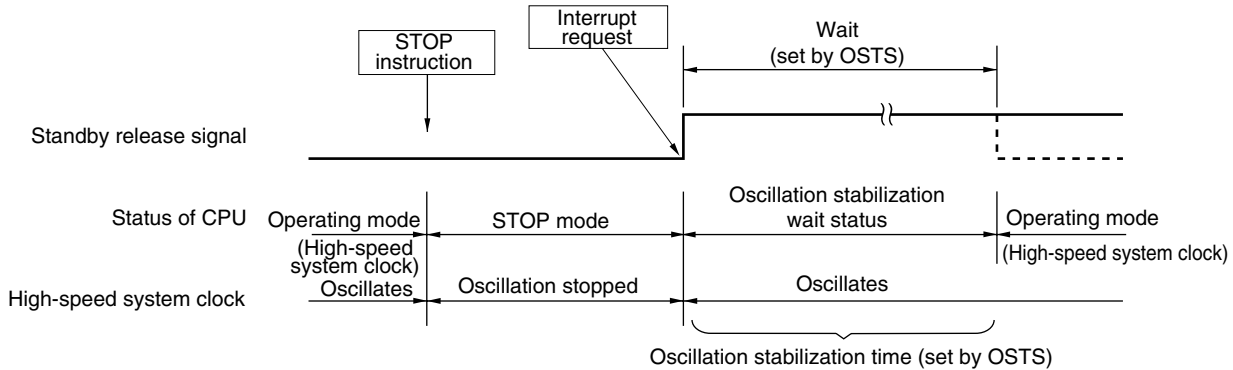 Interrupt
request
STOP
instruction
Wait
(set by OSTS)
Standby release signal
Status of CPU
Operating mode
(High-speed
system clock)
STOP mode
Oscillation stabilization
wait status
Operating mode
(High-speed system clock)
High-speed system clock
Oscillates
Oscillation stopped
Oscillates
Oscillation stabilization time (set by OSTS)